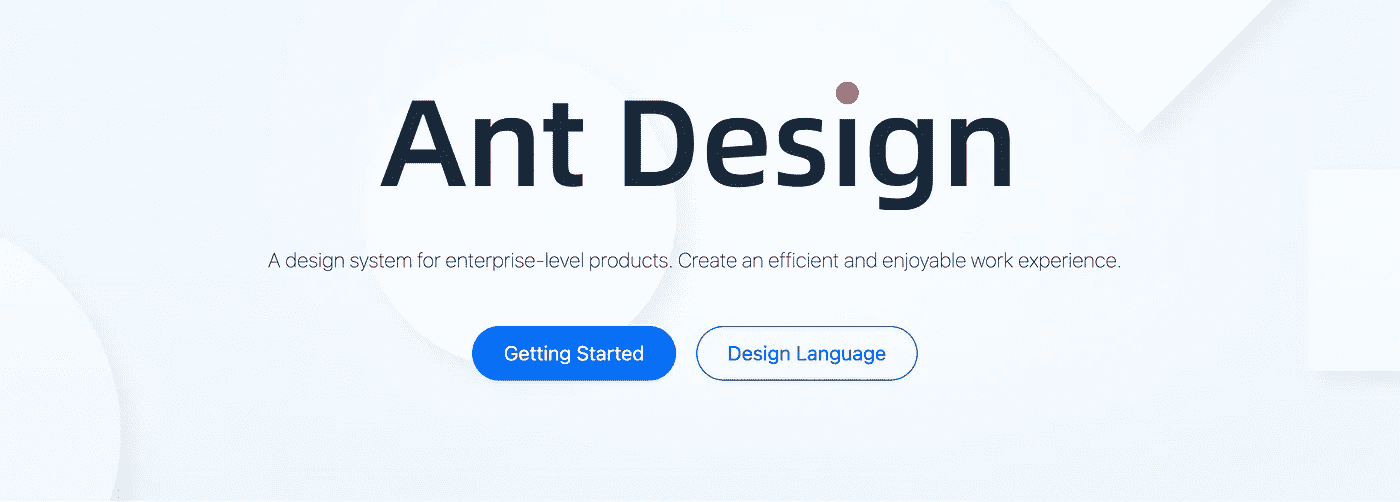 Ant Design
A design system for enterprise-level products. Create an efficient and enjoyable work experience.
Getting Started
Design Language